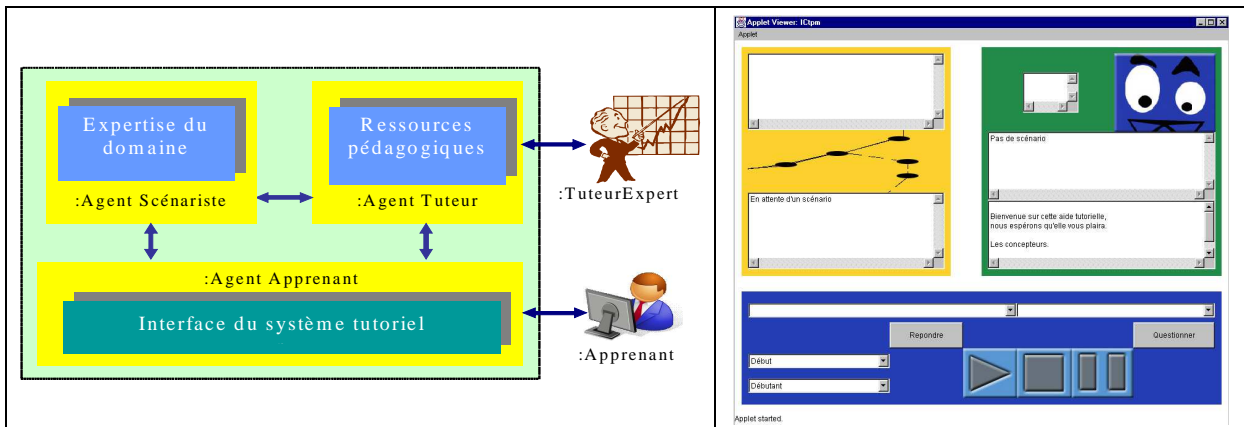 Expertise du
domaine
:Agent Scénariste
Ressources
pédagogiques
:Agent Tuteur
:TuteurExpert
:Agent Apprenant
Interface du système tutoriel
:Apprenant
Applet Viewer: ICtpm
Applet
En attente d'un scénario
Pas de scénario
Bienvenue sur cette aide tutorielle,
nous espérons qu'elle vous plaira.
Les concepteurs.
Repondre
Questionner
Début
Débutant
Applet started.